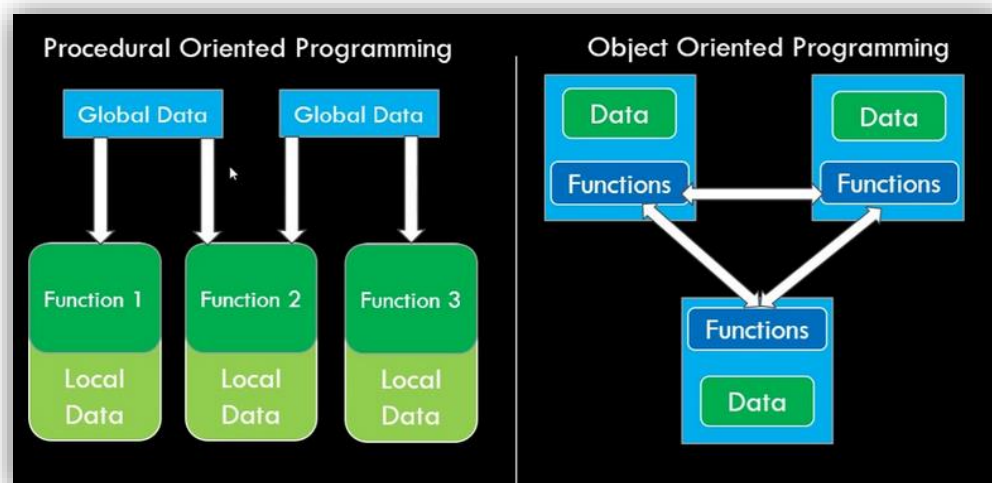 Procedural Oriented Programming
Global Data
Global Data
Function 1
Function 2
Function 3
Local
Data
Local
Data
Local
Data
Object Oriented Programming
Data
Functions
Data
Functions
Functions
Data